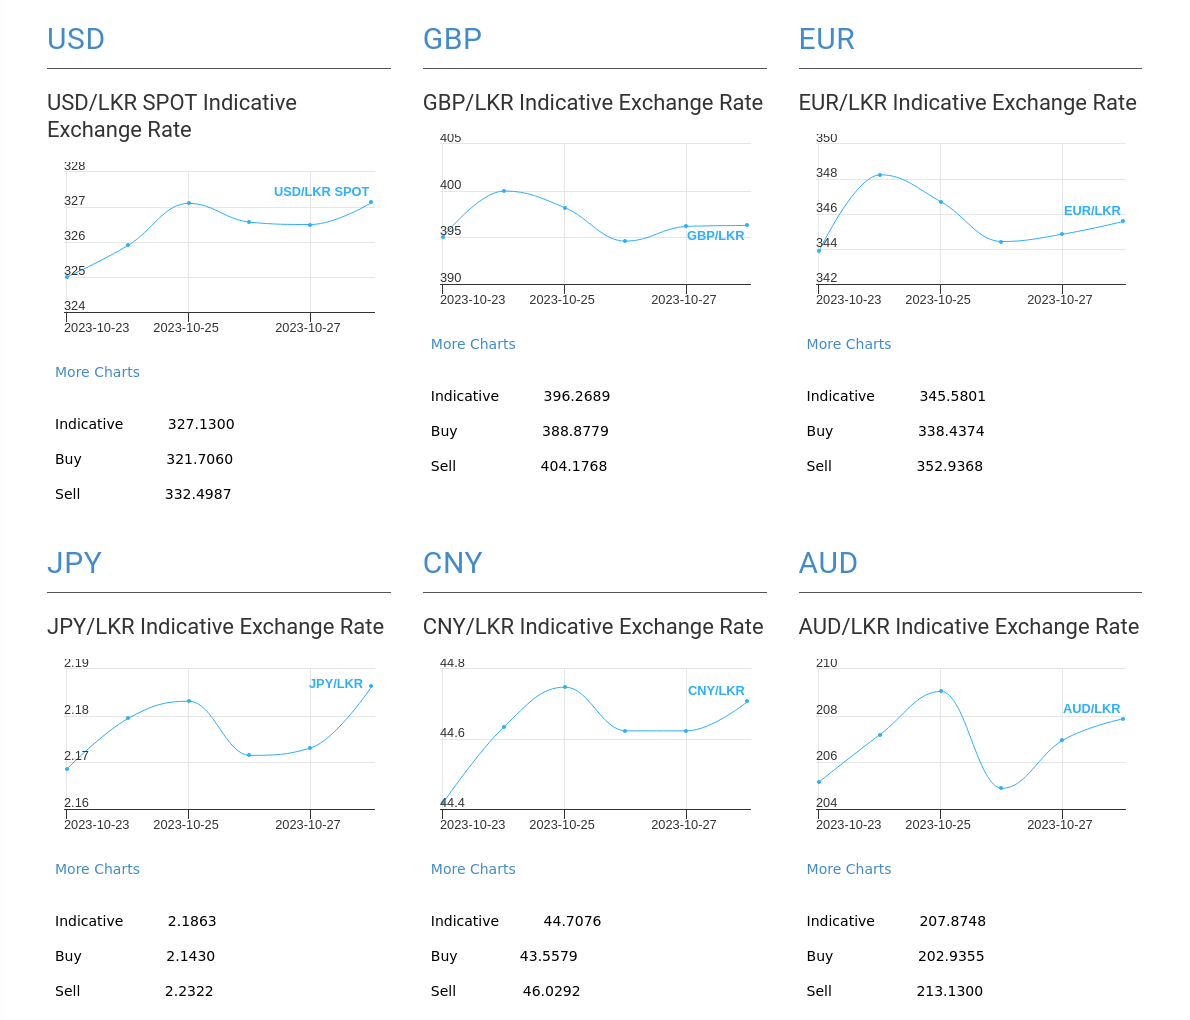 USD
USD/LKR SPOT Indicative
Exchange Rate
328
327
326
325
324
USD/LKR SPOT
2023-10-23 2023-10-25 2023-10-27
More Charts
Indicative 327.1300
Buy 321.7060
Sell 332.4987
GBP
GBP/LKR Indicative Exchange Rate
405
400
395
390
GBP/LKR
2023-10-23 2023-10-25 2023-10-27
More Charts
Indicative 396.2689
Buy 388.8779
Sell 404.1768
EUR
EUR/LKR Indicative Exchange Rate
350
348
346
344
342
EUR/LKR
2023-10-23 2023-10-25 2023-10-27
More Charts
Indicative 345.5801
Buy 338.4374
Sell 352.9368
JPY
JPY/LKR Indicative Exchange Rate
2.19
2.18
2.17
2.16
JPY/LKR
2023-10-23 2023-10-25 2023-10-27
More Charts
Indicative 2.1863
Buy 2.1430
Sell 2.2322
CNY
CNY/LKR Indicative Exchange Rate
44.8
44.6
44.4
CNY/LKR
2023-10-23 2023-10-25 2023-10-27
More Charts
Indicative 44.7076
Buy 43.5579
Sell 46.0292
AUD
AUD/LKR Indicative Exchange Rate
210
208
206
204
AUD/LKR
2023-10-23 2023-10-25 2023-10-27
More Charts
Indicative 207.8748
Buy 202.9355
Sell 213.1300